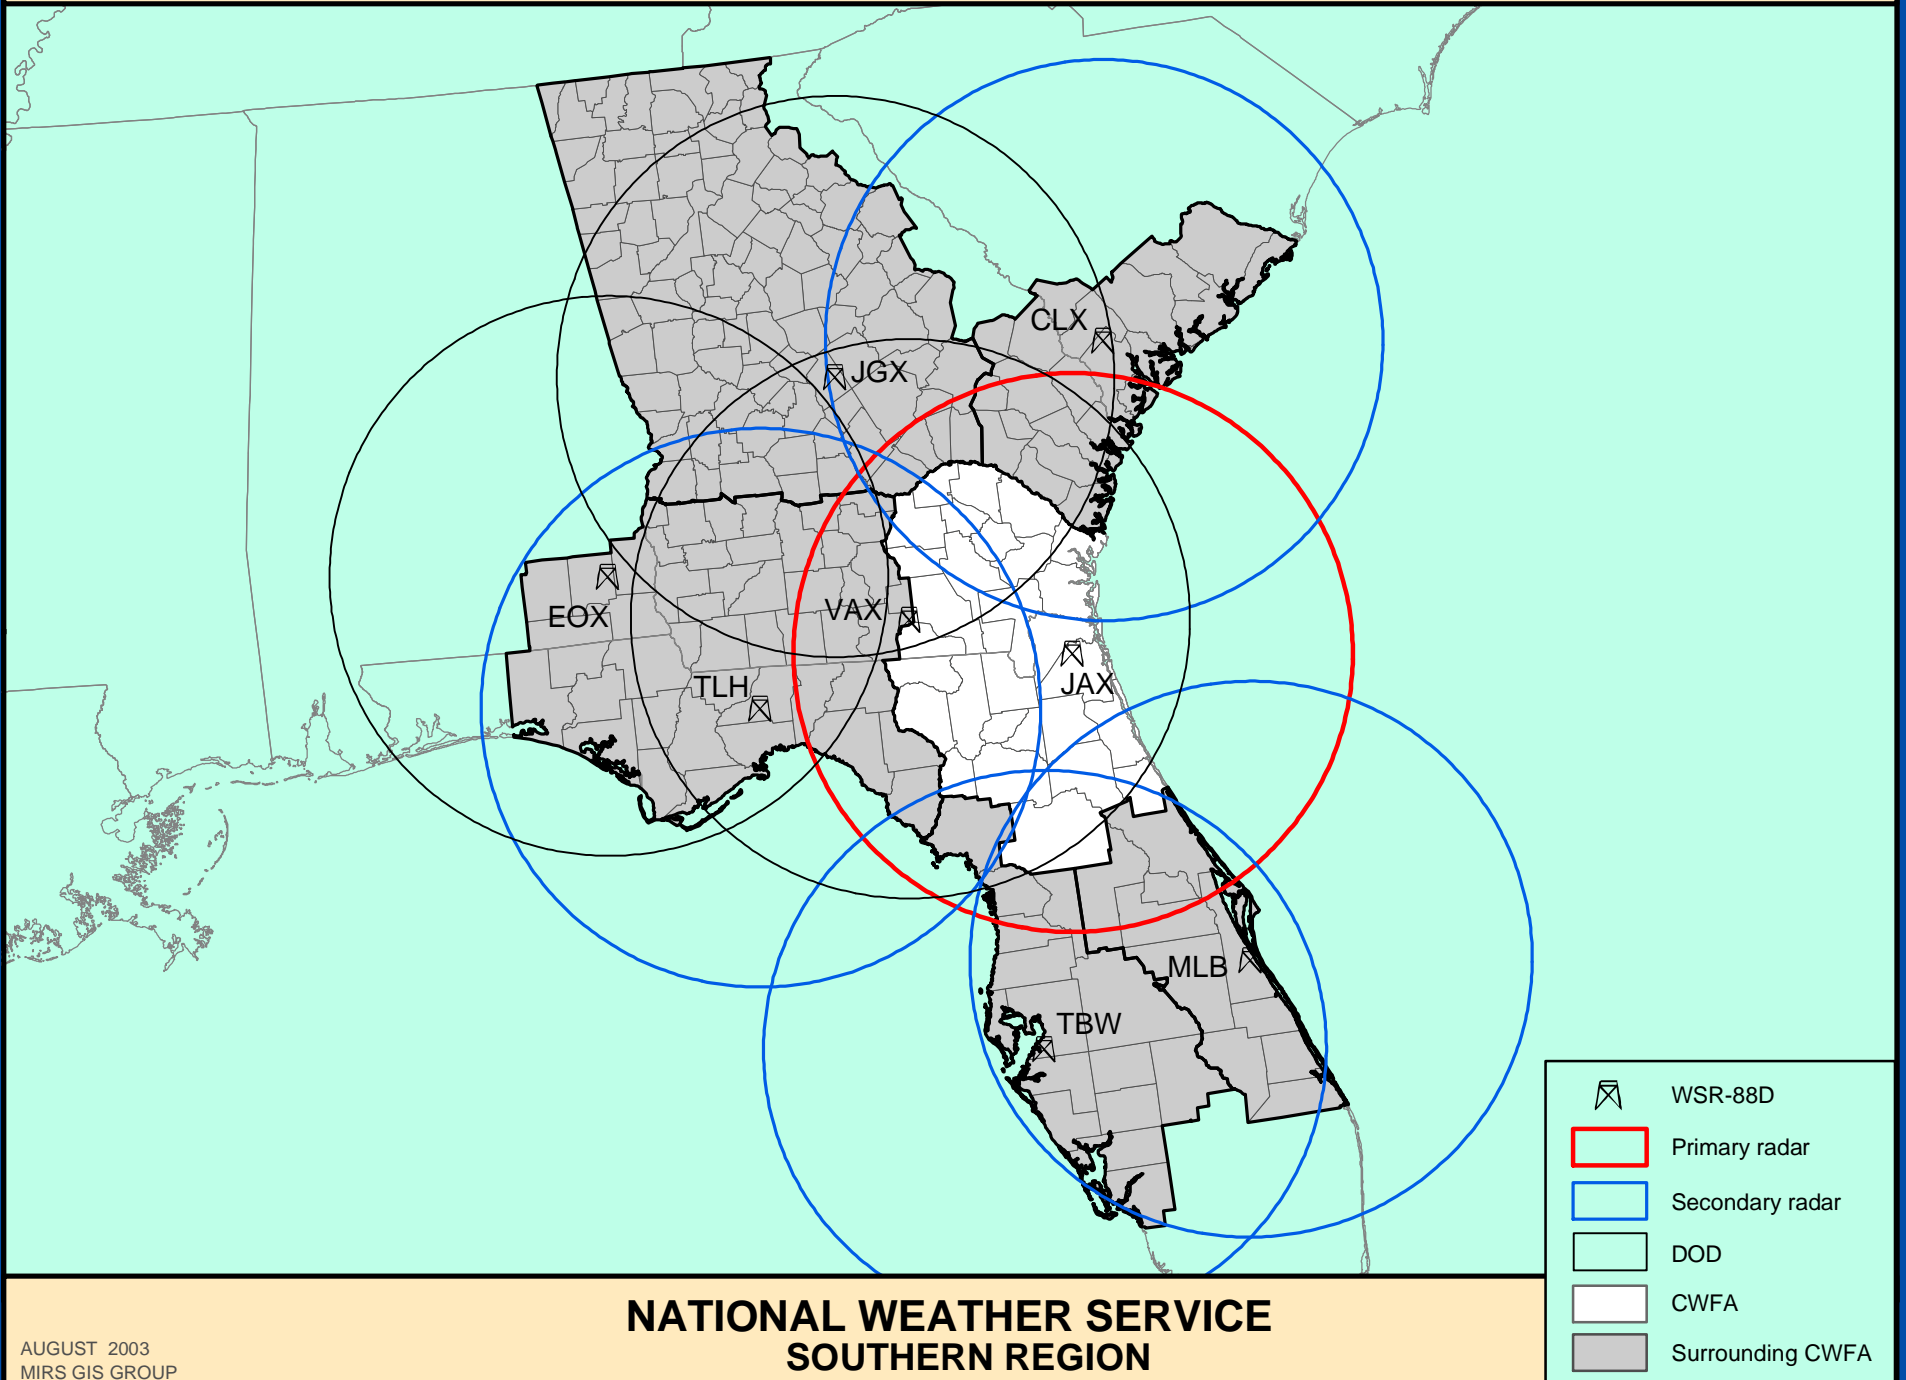 CLX
JGX
EOX
VAX
TLH
JAX
MLB
TBW
WSR-88D
Primary radar
Secondary radar
DOD
CWFA
Surrounding CWFA
NATIONAL WEATHER SERVICE
SOUTHERN REGION
AUGUST 2003
MIRS GIS GROUP